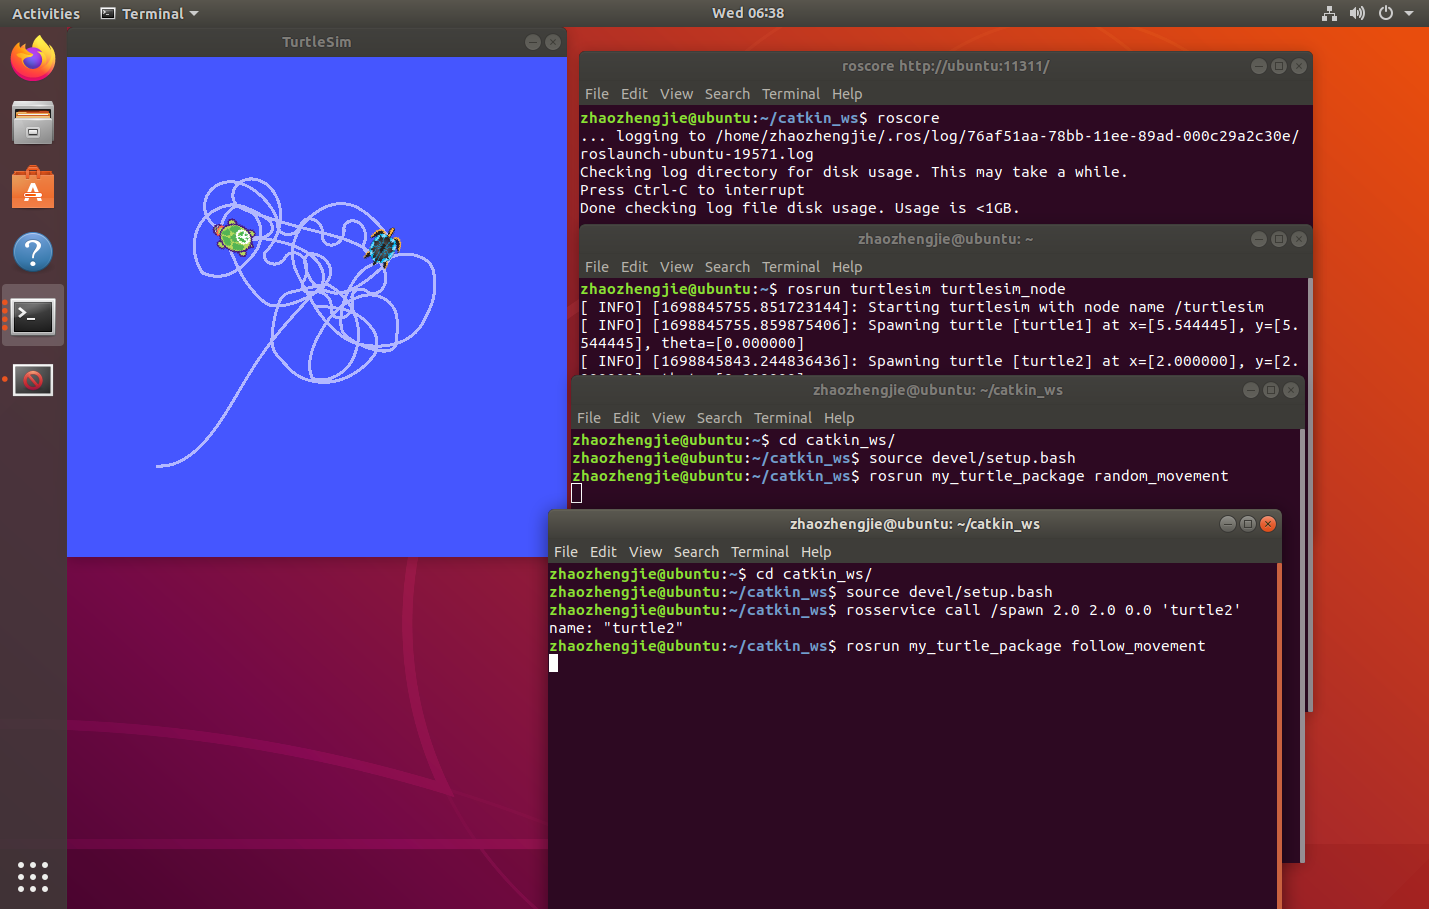 Activities
Terminal
Wed 06:38
TurtleSim
roscore http://ubuntu:11311/
File Edit View Search Terminal Help
zhaozhengjie@ubuntu:~/catkin_ws$ roscore
... logging to /home/zhaozhengjie/.ros/log/76af51aa-78bb-11ee-89ad-000c29a2c30e/
roslaunch-ubuntu-19571.log
Checking log directory for disk usage. This may take a while.
Press Ctrl-C to interrupt
Done checking log file disk usage. Usage is <1GB.
zhaozhengjie@ubuntu: ~
File Edit View Search Terminal Help
zhaozhengjie@ubuntu:~$ rosrun turtlesim turtlesim_node
[ INFO] [1698845755.851723144]: Starting turtlesim with node name /turtlesim
[ INFO] [1698845755.859875406]: Spawning turtle [turtle1] at x=[5.544445], y=[5.
544445], theta=[0.000000]
[ INFO] [1698845843.244836436]: Spawning turtle [turtle2] at x=[2.000000], y=[2.
zhaozhengjie@ubuntu: ~/catkin_ws
File Edit View Search Terminal Help
zhaozhengjie@ubuntu:~$ cd catkin_ws/
zhaozhengjie@ubuntu:~/catkin_ws$ source devel/setup.bash
zhaozhengjie@ubuntu:~/catkin_ws$ rosrun my_turtle_package random_movement
zhaozhengjie@ubuntu: ~/catkin_ws
File Edit View Search Terminal Help
zhaozhengjie@ubuntu:~$ cd catkin_ws/
zhaozhengjie@ubuntu:~/catkin_ws$ source devel/setup.bash
zhaozhengjie@ubuntu:~/catkin_ws$ rosservice call /spawn 2.0 2.0 0.0 'turtle2'
name: "turtle2"
zhaozhengjie@ubuntu:~/catkin_ws$ rosrun my_turtle_package follow_movement